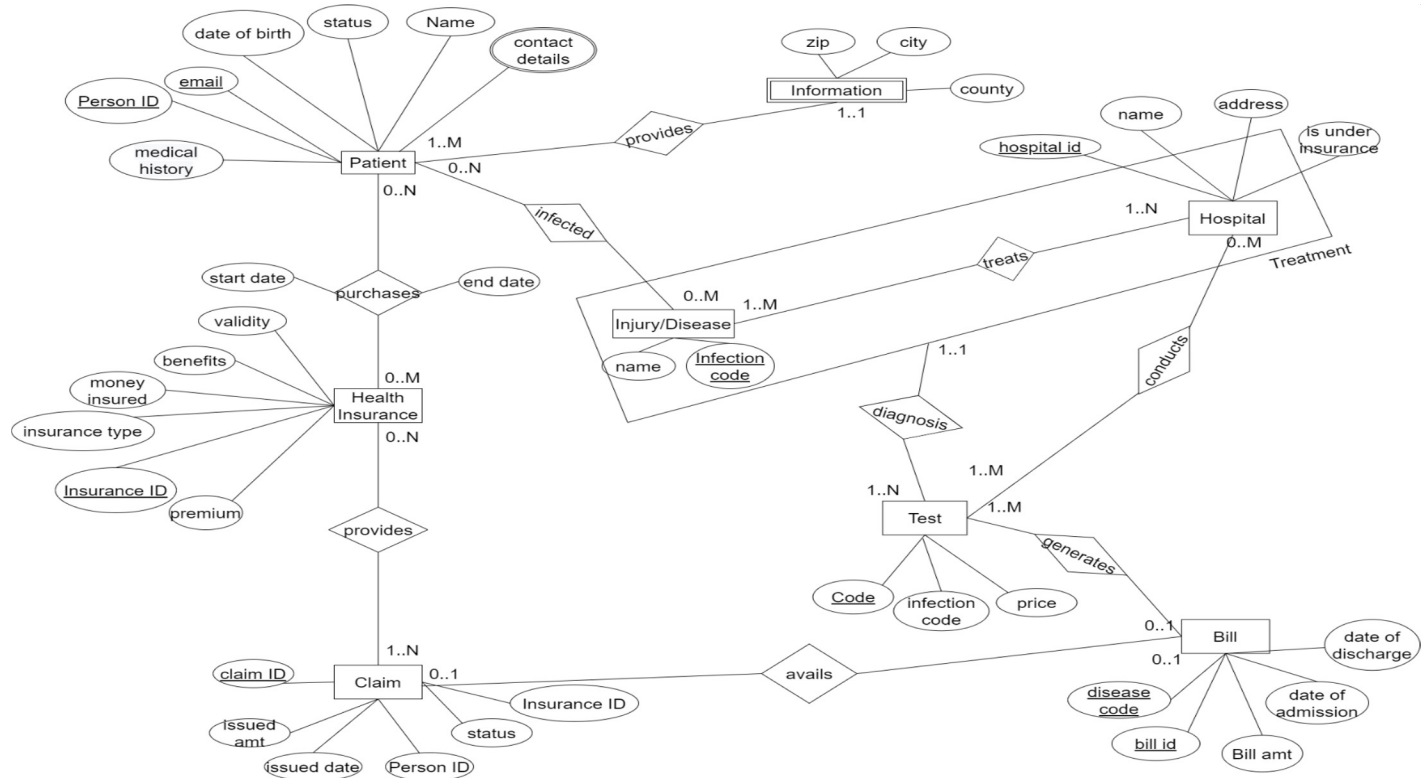 date of birth
status
Name
contact
details
email
Person ID
medical
history
Patient
1..M
0..N
0..N
provides
zip
city
Information
county
1..1
name
address
hospital id
Is under
insurance
Hospital
1..N
0..M
Treatment
infected
treats
0..M
1..M
Injury/Disease
name
Infection
code
start date
purchases
end date
validity
benefits
money
insured
insurance type
Insurance ID
premium
0..M
Health
Insurance
0..N
provides
1..1
diagnosis
conducts
1..M
1..N
1..M
Test
Code
infection
code
price
generates
0..1
0..1
Bill
date of
discharge
disease
code
date of
admission
bill id
Bill amt
avails
1..N
0..1
claim ID
Claim
Insurance ID
issued
amt
status
issued date
Person ID